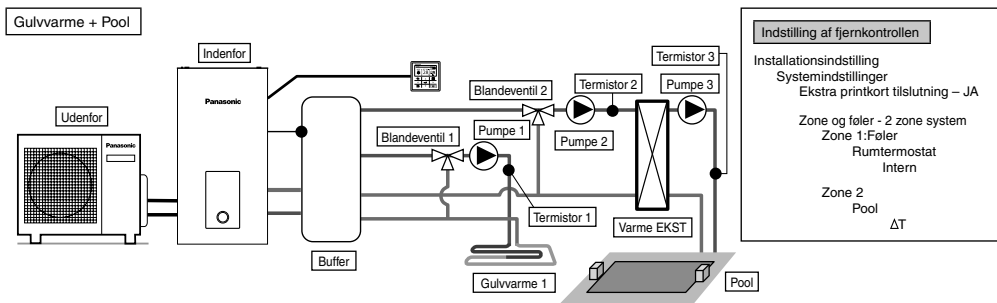 Gulvvarme + Pool
Indenfor
Udenfor
Panasonic
Panasonic
Buffer
Blandeventil 1
Pumpe 1
Blandeventil 2
Termistor 2
Pumpe 2
Termistor 3
Pumpe 3
Termistor 1
Varme EKST
Gulvvarme 1
Pool
Indstilling af fjernkontrollen
Installationsindstilling
Systemindstillinger
Ekstra printkort tilslutning – JA
Zone og føler - 2 zone system
Zone 1:Føler
Rumtermostat
Intern
Zone 2
Pool
ΔT